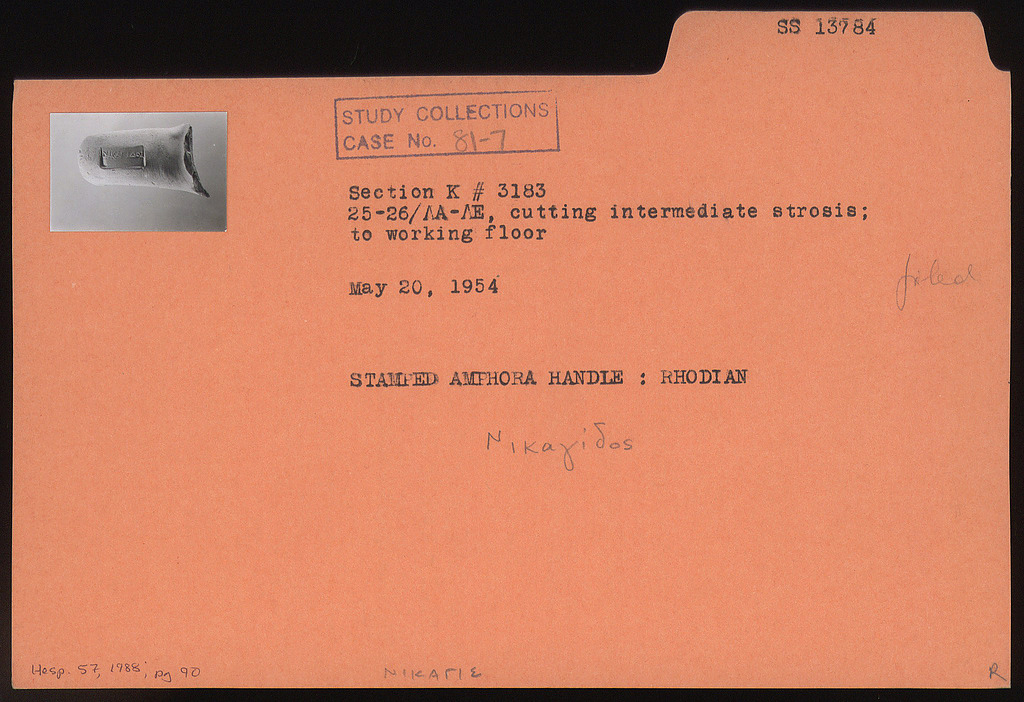 SS 13784
STUDY COLLECTIONS
CASE No. 81-7
Section K # 3183
25-26/ΛΑ-ΛΕ, cutting intermediate strosis;
to working floor
May 20, 1954
filed
STAMPED AMPHORA HANDLE : RHODIAN
Νικαγίδος
Hesp. 57, 1988, pg 90
ΝΙΚΑΓΙΣ
R